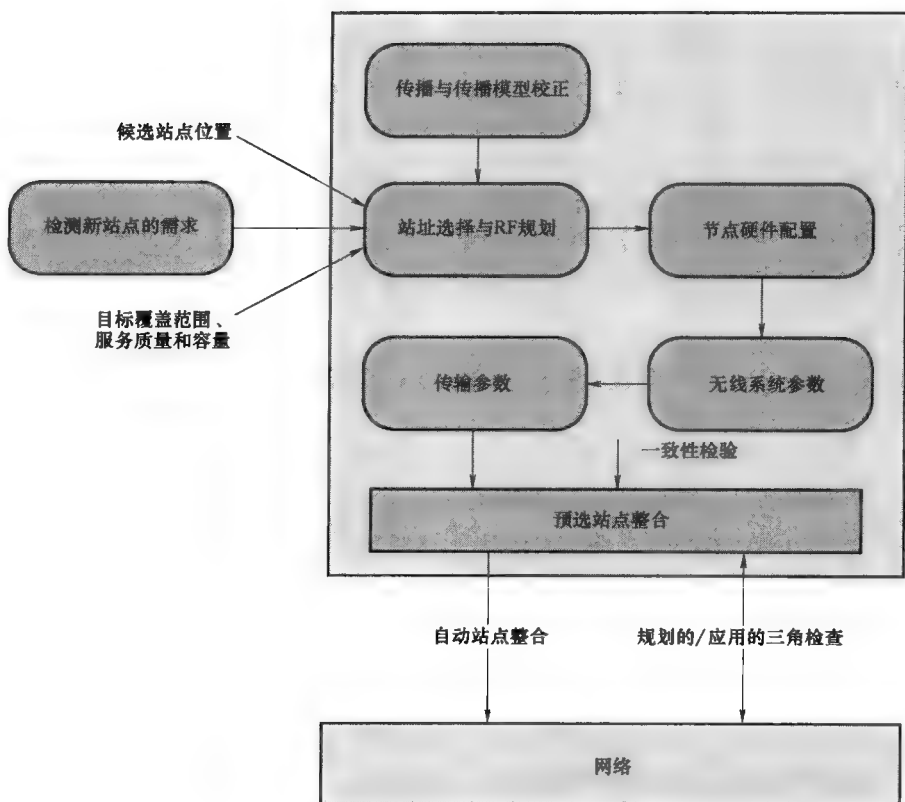 传播与传播模型校正
候选站点位置
检测新站点的需求
站址选择与RF规划
节点硬件配置
目标覆盖范围、
服务质量和容量
传输参数
无线系统参数
一致性检验
预选站点整合
自动站点整合
规划的/应用的三角检查
网络